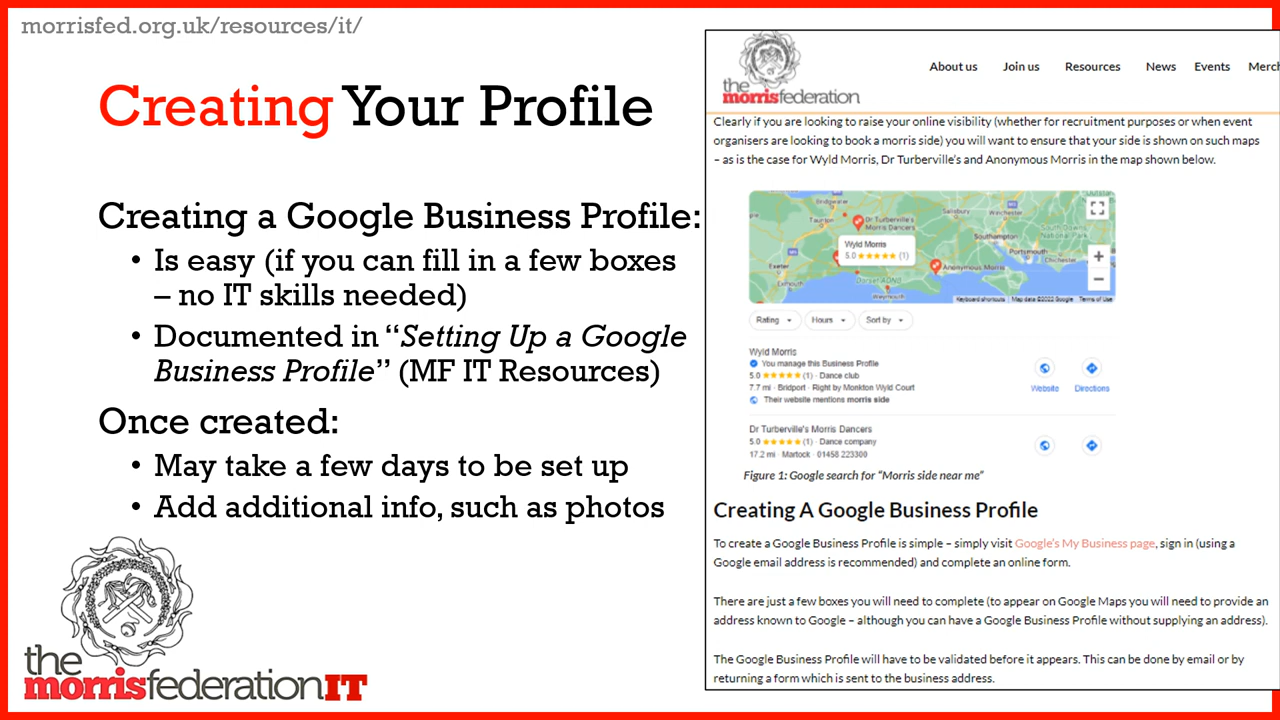 morrisfed.org.uk/resources/it/
Creating Your Profile
Creating a Google Business Profile:
• Is easy (if you can fill in a few boxes
– no IT skills needed)
• Documented in “Setting Up a Google
Business Profile” (MF IT Resources)
Once created:
• May take a few days to be set up
• Add additional info, such as photos
the
morrisfederationIT
the
morrisfederation
About us Join us Resources News Events Merch
Clearly if you are looking to raise your online visibility (whether for recruitment purposes or when event
organisers are looking to book a morris side) you will want to ensure that your side is shown on such maps
– as is the case for Wyld Morris, Dr Turberville's and Anonymous Morris in the map shown below.
Bridgwater
Taunton
Dr Turberville's
Morris Dancers
Salisbury
Winchester
Wyld Morris
5.0 ★★★★★ (1)
Southampton
Portsmouth
Chichester
Exeter
Anonymous Morris
Dorset AONB
Weymouth
Keyboard shortcuts Map data ©2022 Google Terms of Use
Rating Hours Sort by
Wyld Morris
You manage this Business Profile
5.0 ★★★★★ (1) · Dance club
7.7 mi · Bridport · Right by Monkton Wyld Court
Their website mentions morris side
Website Directions
Dr Turberville's Morris Dancers
5.0 ★★★★★ (1) · Dance company
17.2 mi · Martock · 01458 223300
Figure 1: Google search for “Morris side near me”
Creating A Google Business Profile
To create a Google Business Profile is simple – simply visit Google's My Business page, sign in (using a
Google email address is recommended) and complete an online form.
There are just a few boxes you will need to complete (to appear on Google Maps you will need to provide an
address known to Google – although you can have a Google Business Profile without supplying an address).
The Google Business Profile will have to be validated before it appears. This can be done by email or by
returning a form which is sent to the business address.